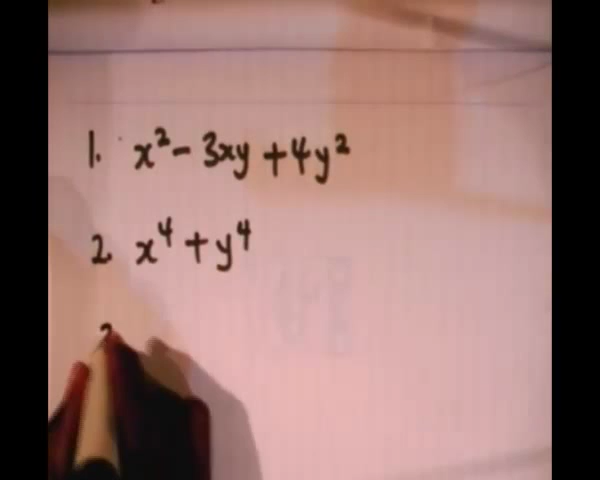 1. x² - 3xy + 4y²
2. x⁴ + y⁴